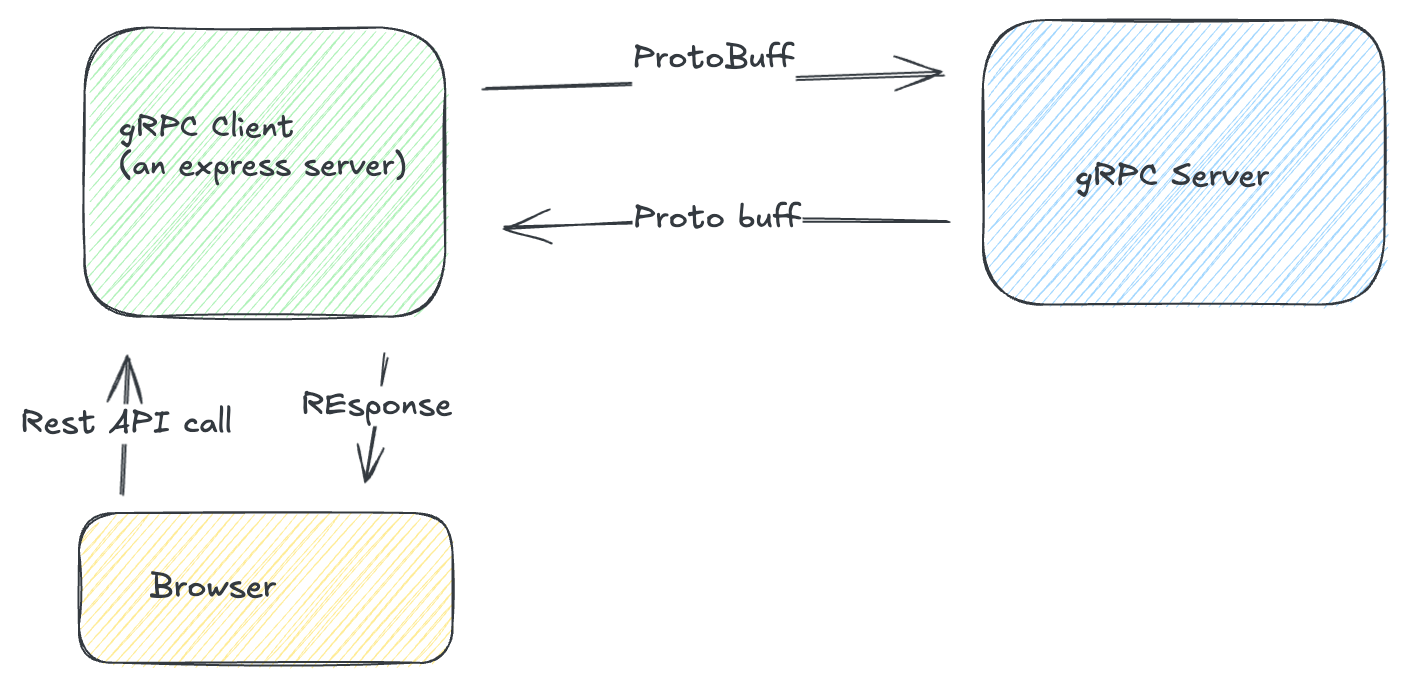 ProtoBuff
gRPC Client
(an express server)
gRPC Server
Proto buff
Rest API call
REsponse
Browser